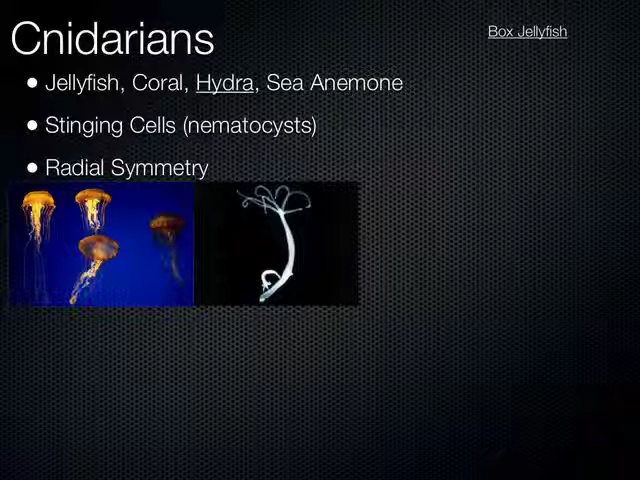 Cnidarians
Box Jellyfish
Jellyfish, Coral, Hydra, Sea Anemone
Stinging Cells (nematocysts)
Radial Symmetry